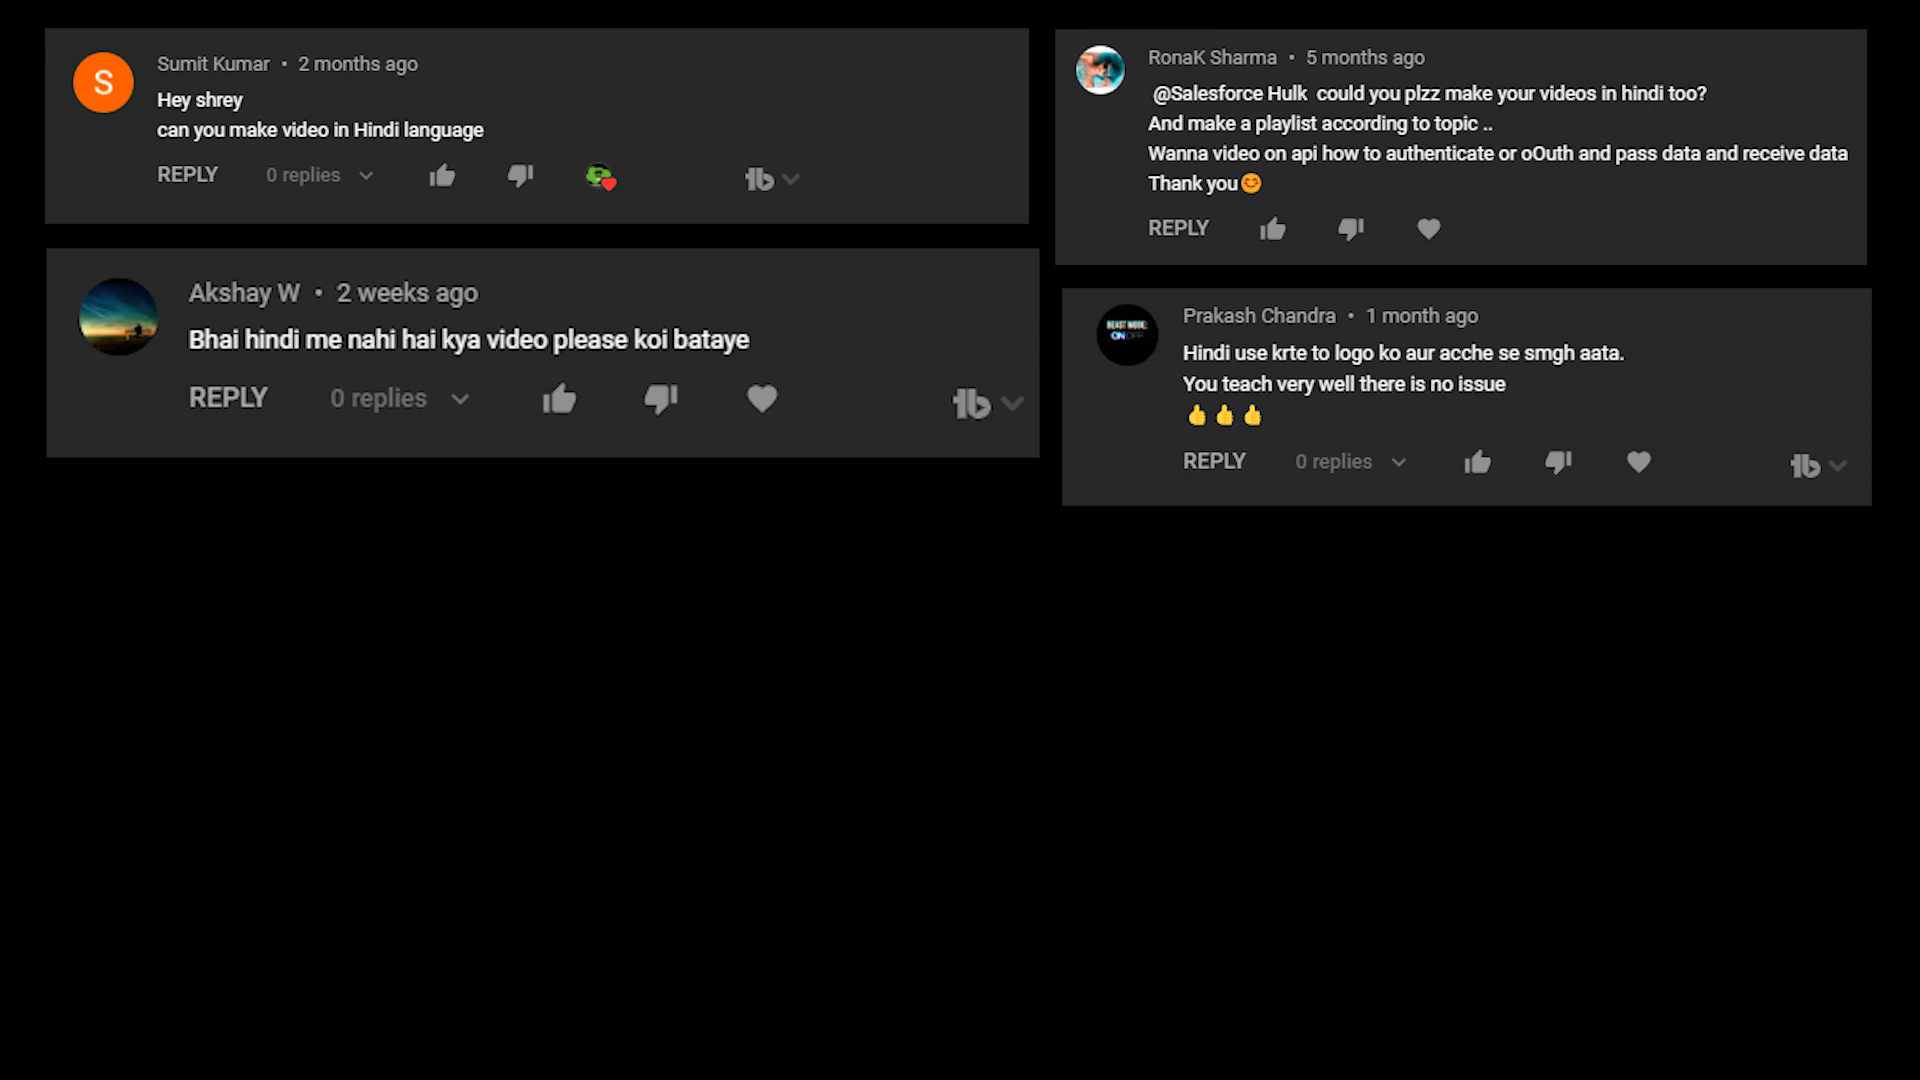 S
Sumit Kumar • 2 months ago
Hey shrey
can you make video in Hindi language
REPLY 0 replies
Akshay W • 2 weeks ago
Bhai hindi me nahi hai kya video please koi bataye
REPLY 0 replies
RonaK Sharma • 5 months ago
@Salesforce Hulk could you plzz make your videos in hindi too?
And make a playlist according to topic ..
Wanna video on api how to authenticate or oOuth and pass data and receive data
Thank you😊
REPLY
BEAST MODE:
ON OFF
Prakash Chandra • 1 month ago
Hindi use krte to logo ko aur acche se smgh aata.
You teach very well there is no issue
👍👍👍
REPLY 0 replies